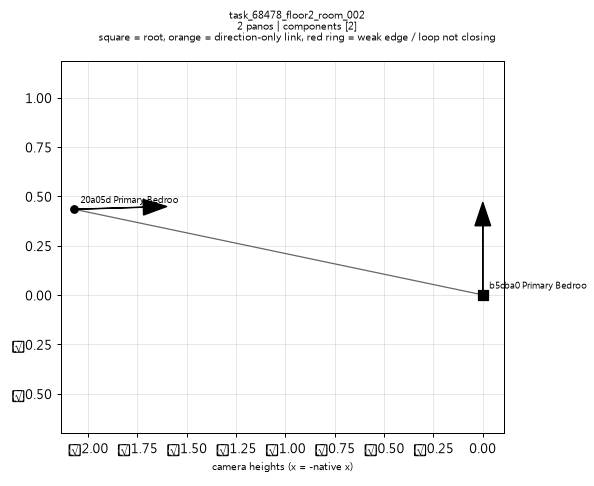 task_68478_floor2_room_002
2 panos | components [2]
square = root, orange = direction-only link, red ring = weak edge / loop not closing
1.00
0.75
0.50
0.25
0.00
√0.25
√0.50
20a05d Primary Bedroo
b5cba0 Primary Bedroo
√2.00 √1.75 √1.50 √1.25 √1.00 √0.75 √0.50 √0.25 0.00
camera heights (x = -native x)